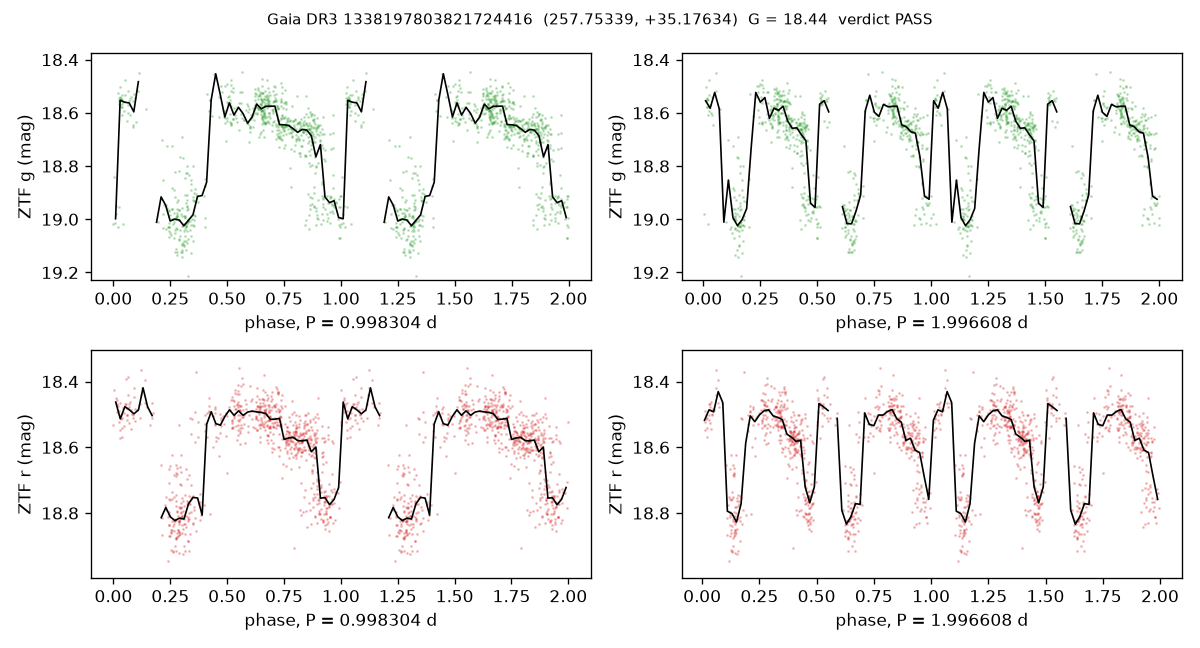 Gaia DR3 1338197803821724416  (257.75339, +35.17634)  G = 18.44  verdict PASS
18.4
18.6
18.8
19.0
19.2
ZTF g (mag)
0.00 0.25 0.50 0.75 1.00 1.25 1.50 1.75 2.00
phase, P = 0.998304 d
18.4
18.6
18.8
19.0
19.2
ZTF g (mag)
0.00 0.25 0.50 0.75 1.00 1.25 1.50 1.75 2.00
phase, P = 1.996608 d
18.4
18.6
18.8
ZTF r (mag)
0.00 0.25 0.50 0.75 1.00 1.25 1.50 1.75 2.00
phase, P = 0.998304 d
18.4
18.6
18.8
ZTF r (mag)
0.00 0.25 0.50 0.75 1.00 1.25 1.50 1.75 2.00
phase, P = 1.996608 d